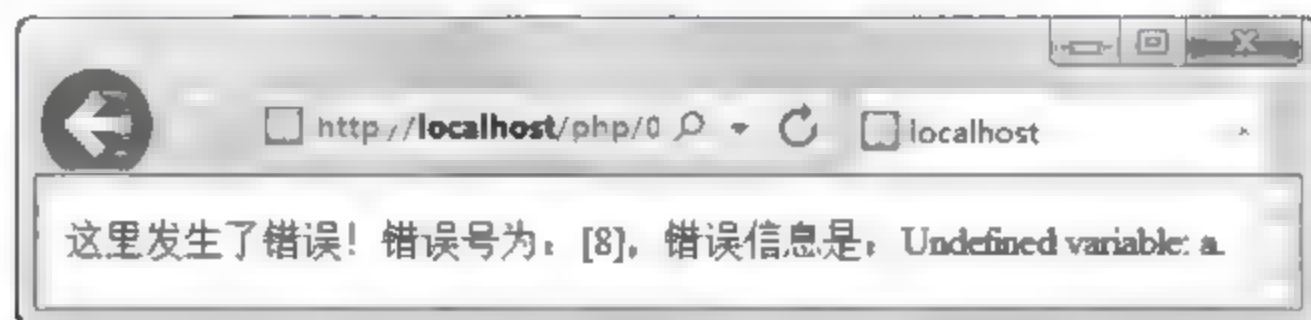 http://localhost/php/0
localhost
这里发生了错误！错误号为：[8]，错误信息是：Undefined variable: a.